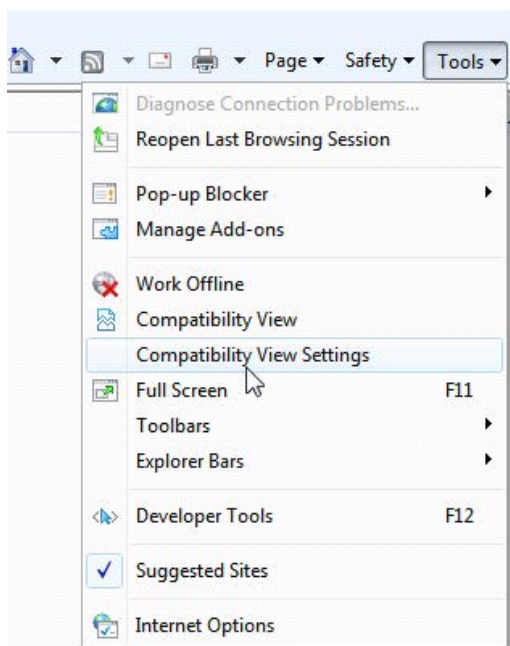 Page Safety Tools
Diagnose Connection Problems...
Reopen Last Browsing Session
Pop-up Blocker
Manage Add-ons
Work Offline
Compatibility View
Compatibility View Settings
Full Screen F11
Toolbars
Explorer Bars
Developer Tools F12
Suggested Sites
Internet Options